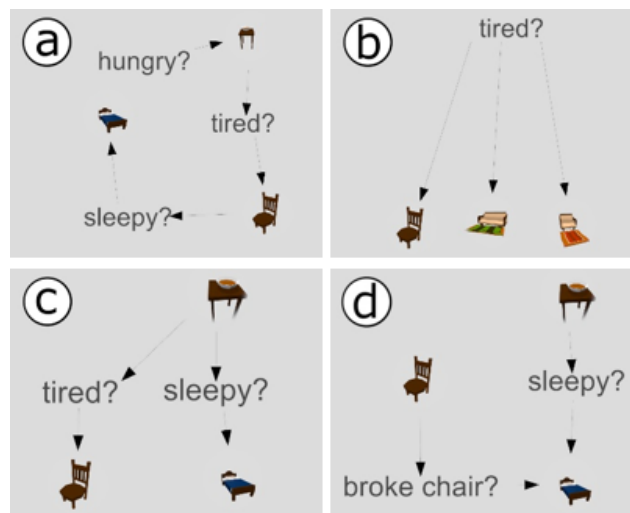 a
hungry?
tired?
sleepy?
b
tired?
c
tired? sleepy?
d
sleepy?
broke chair?